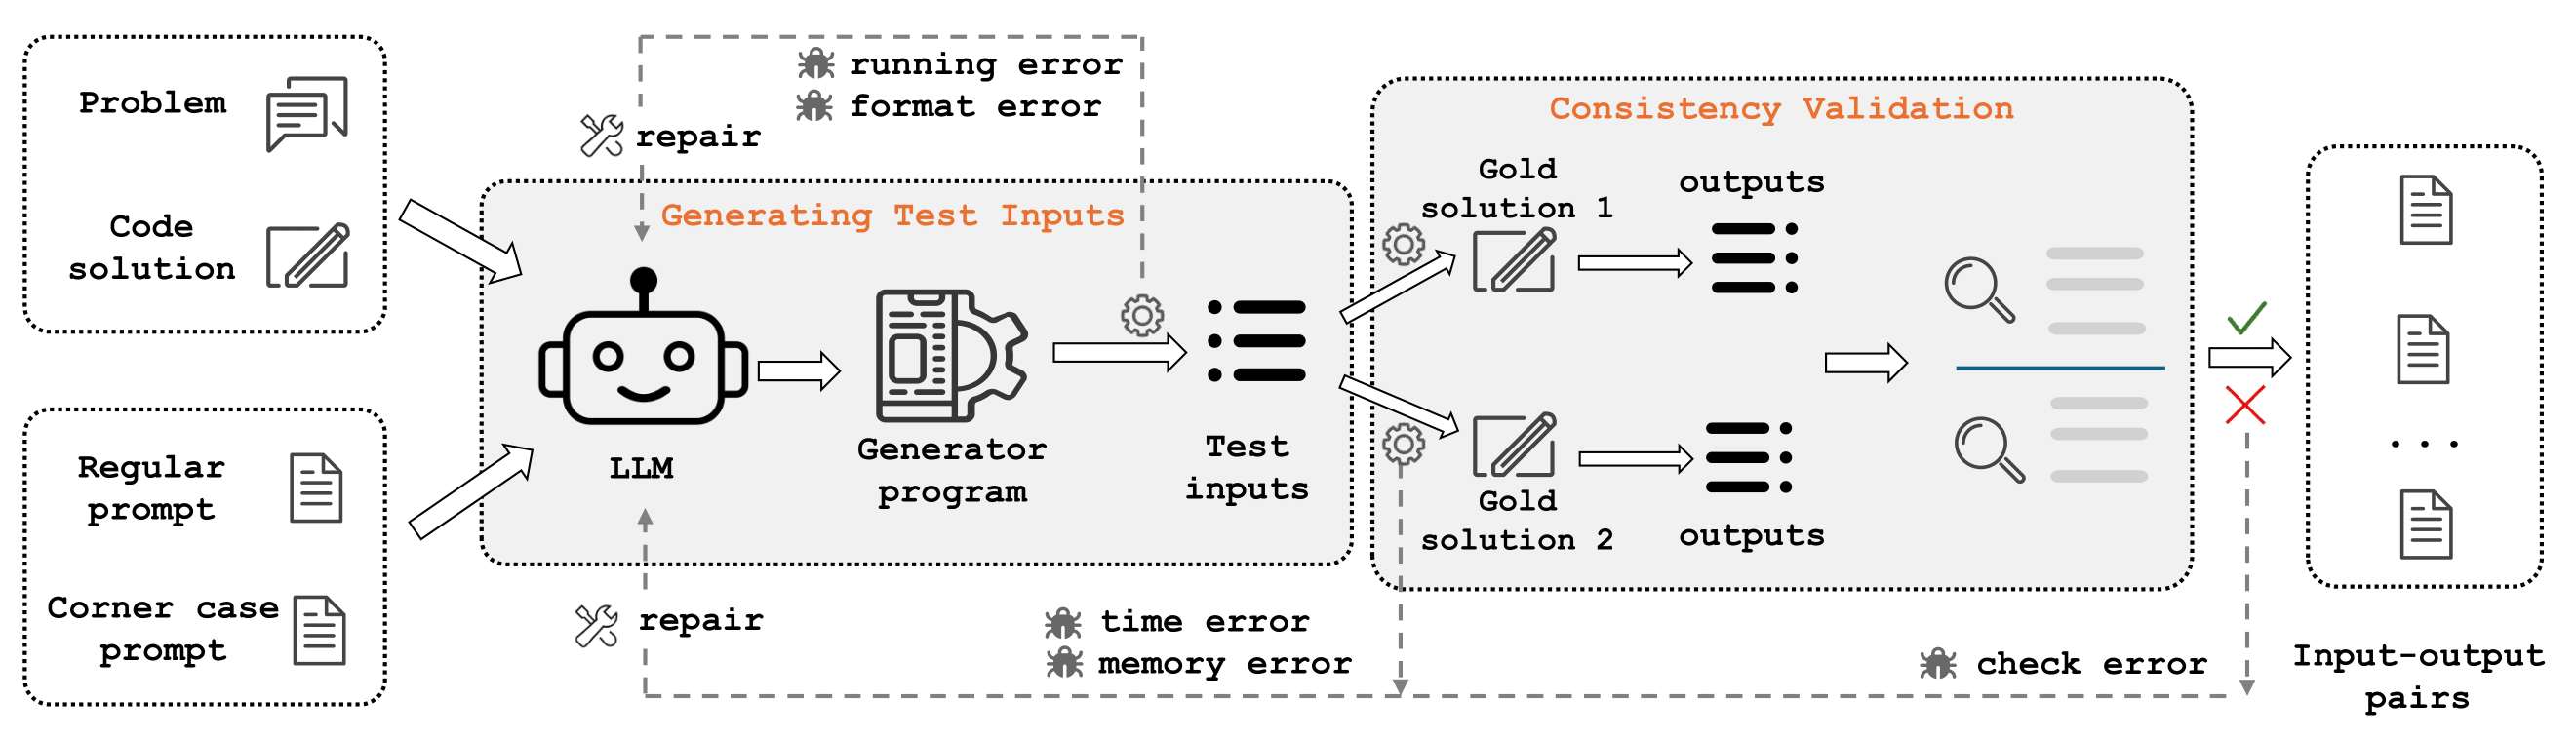 Problem
Code
solution
Regular
prompt
Corner case
prompt
running error
format error
repair
Generating Test Inputs
LLM
Generator
program
Test
inputs
repair
time error
memory error
check error
Consistency Validation
Gold
solution 1
outputs
Gold
solution 2
outputs
...
Input-output
pairs